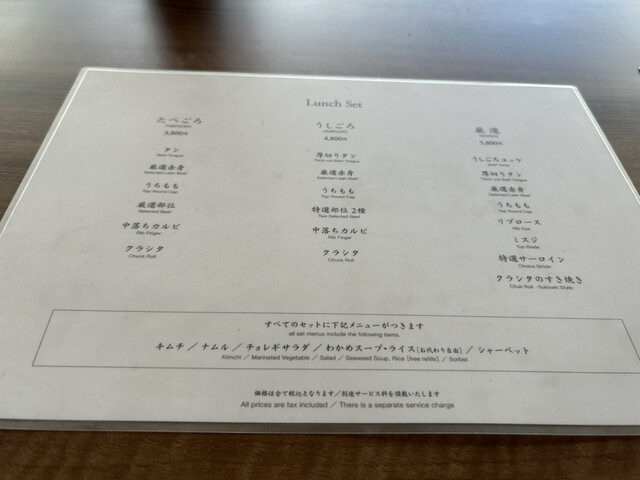 Lunch Set
たべごろ
TABEGORO
3,800円
タン
Beef Tongue
厳選赤身
Selected Lean Beef
うちもも
Top Round Cap
厳選部位
Selected Beef
中落ちカルビ
Rib Finger
クラシタ
Chuck Roll
うしごろ
USHIGORO
4,800円
厚切りタン
Thick-cut Beef Tongue
厳選赤身
Selected Lean Beef
うちもも
Top Round Cap
特選部位2種
Two Selected Beef
中落ちカルビ
Rib Finger
クラシタ
Chuck Roll
厳選
GENSEN
5,800円
うしごろユッケ
厚切りタン
Thick-cut Beef Tongue
厳選赤身
Selected Lean Beef
うちもも
Top Round Cap
リブロース
Rib Eye
ミスジ
Top Blade
特選サーロイン
Choice Sirloin
クラシタのすき焼き
Chuk Roll -Sukiyaki Style-
すべてのセットに下記メニューがつきます
all set menus include the following items.
キムチ／ナムル／チョレギサラダ／わかめスープ・ライス[お代わり自由]／シャーベット
Kimchi / Marinated Vegetable / Salad / Seaweed Soup, Rice [free refills] / Sorbet
価格は全て税込となります／別途サービス料を頂戴いたします
All prices are tax included / There is a separate service charge